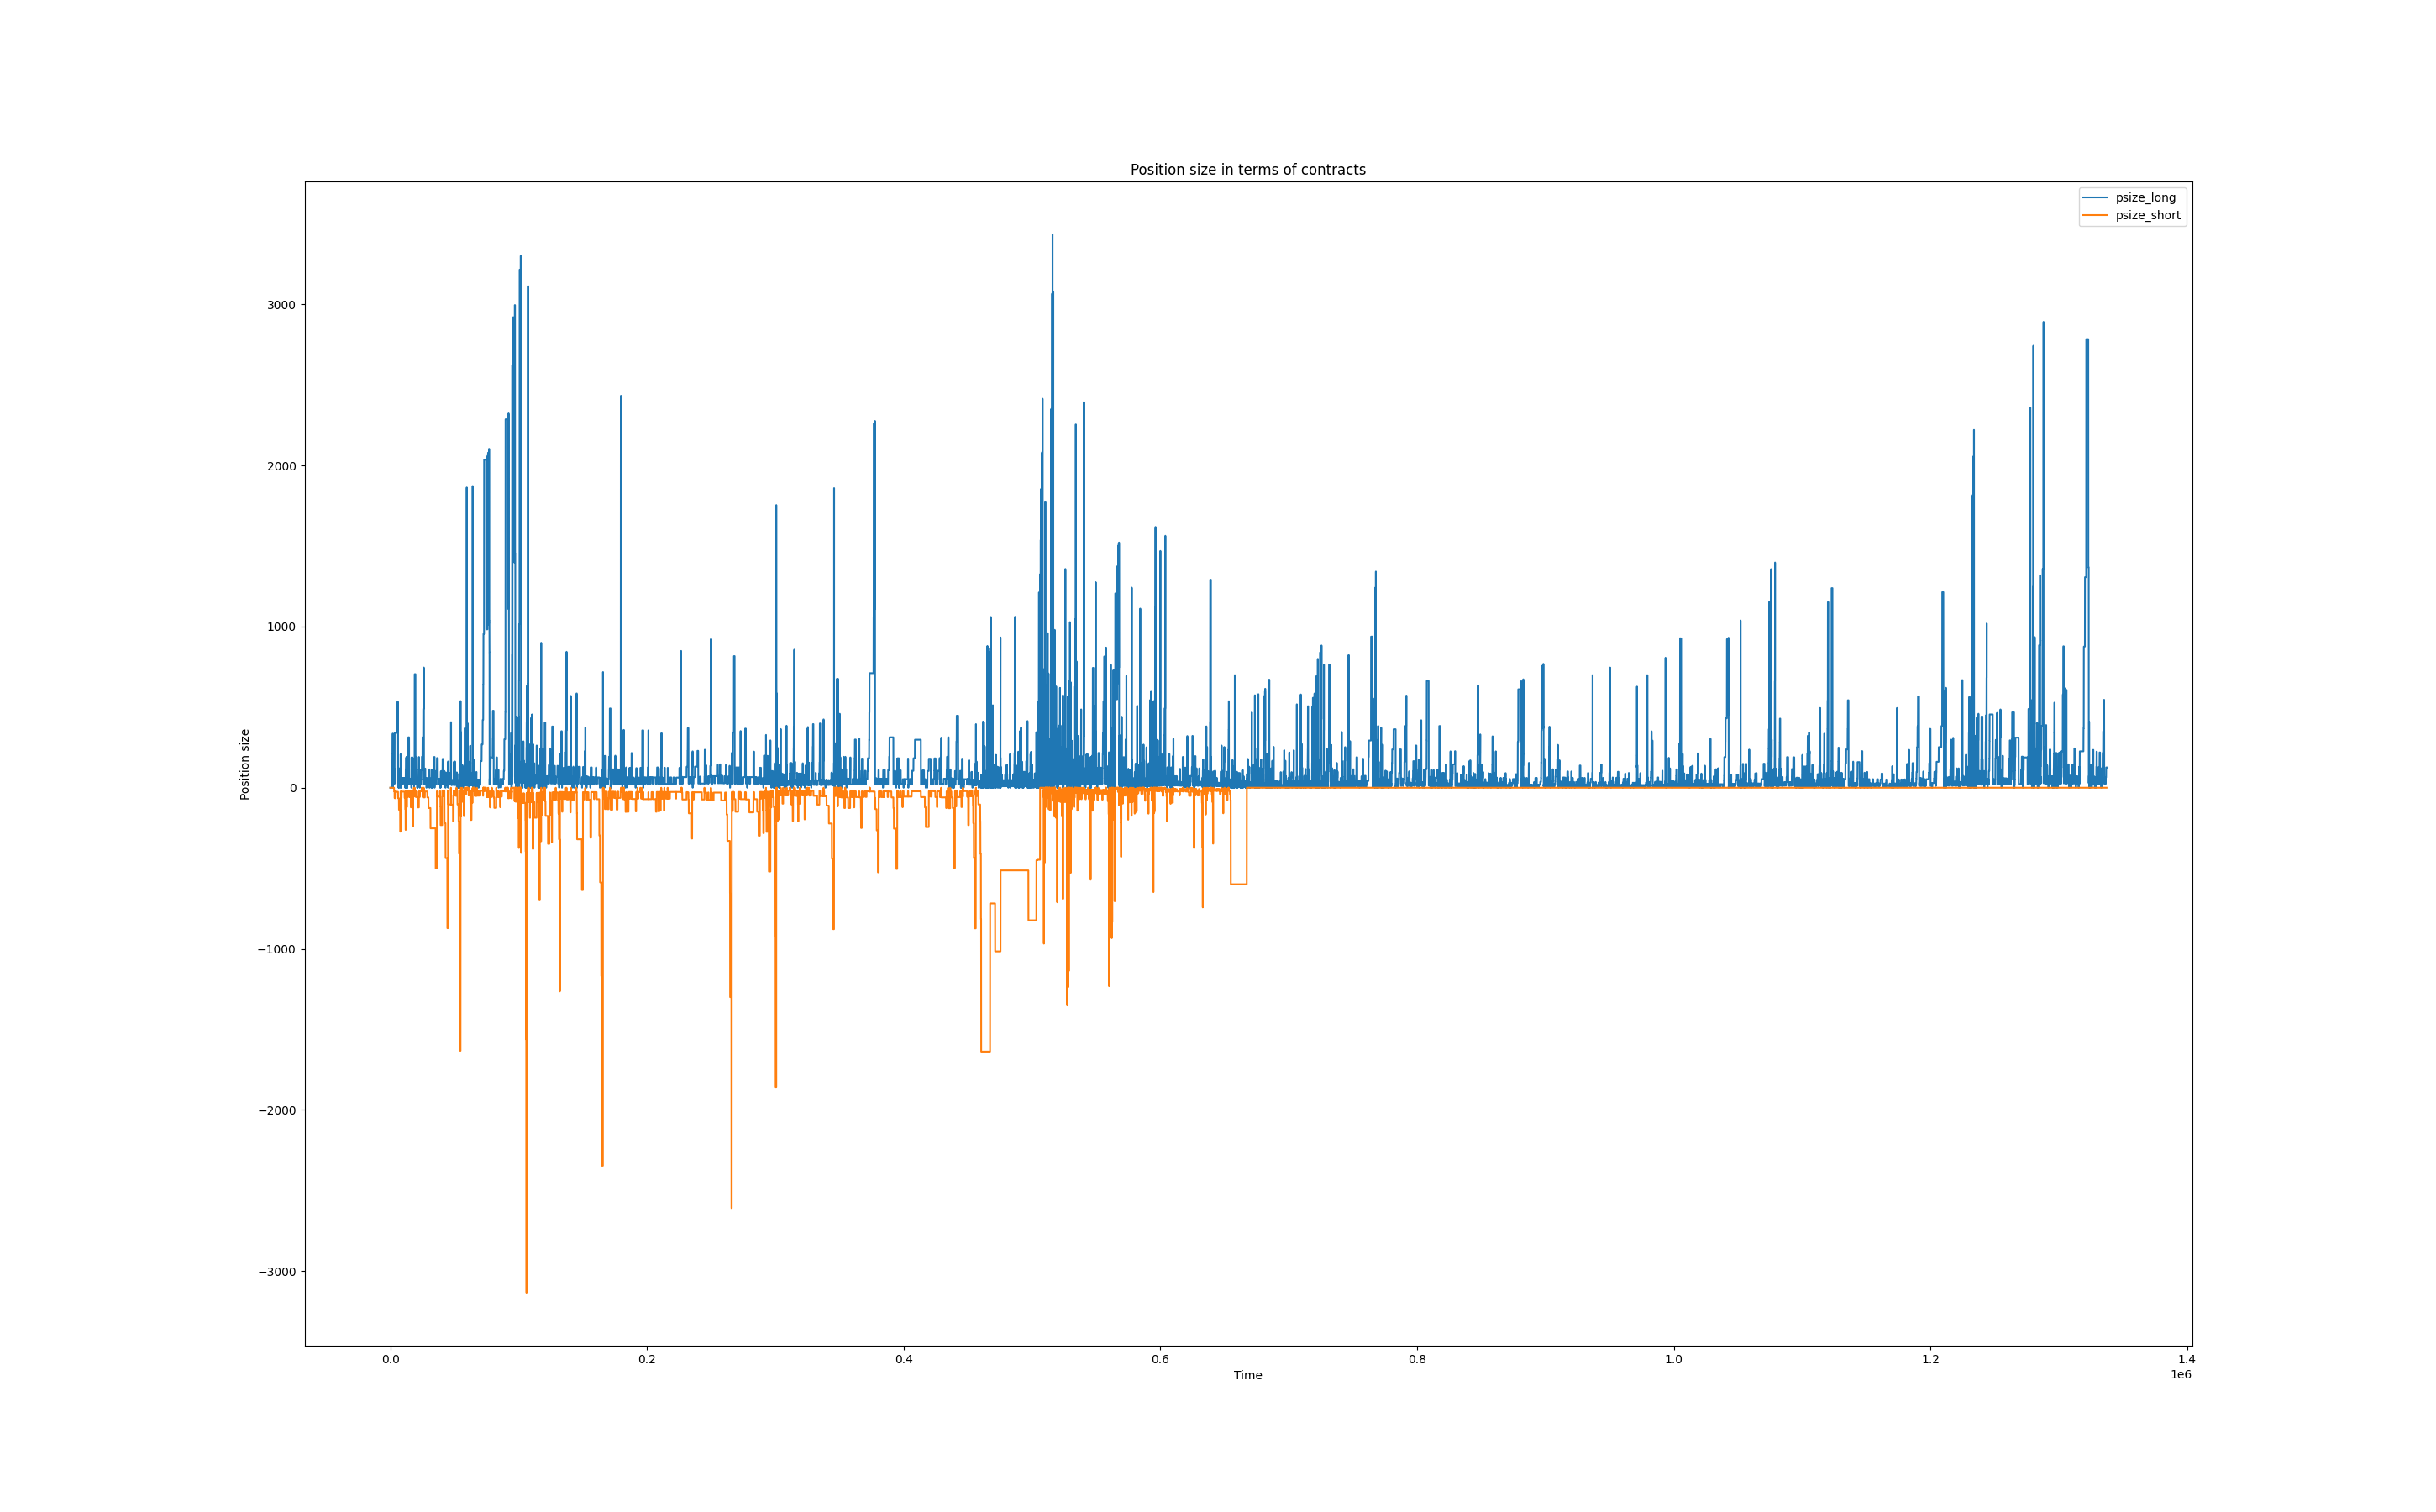 Position size in terms of contracts
psize_long
psize_short
3000
2000
1000
0
−1000
−2000
−3000
Position size
0.0
0.2
0.4
0.6
0.8
1.0
1.2
1.4
Time
1e6